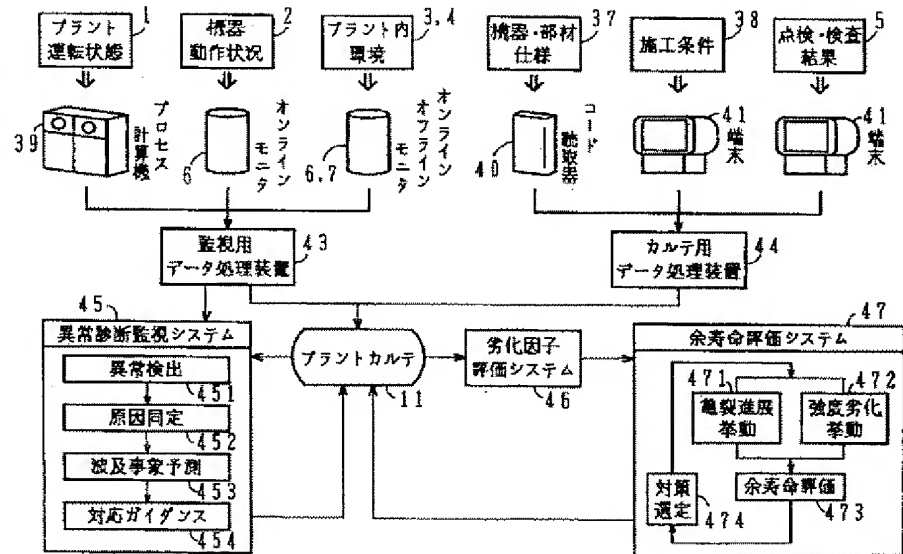 1
プラント
運転状態
2
機器
動作状況
3,4
プラント内
環境
37
機器・部材
仕様
38
施工条件
5
点検・検査
結果
39
プロセス
計算機
6
オンライン
モニタ
6,7
オンライン
オフライン
モニタ
40
コード
読取器
41
端末
41
端末
43
監視用
データ処理装置
44
カルテ用
データ処理装置
45
異常診断監視システム
異常検出
451
原因同定
452
波及事象予測
453
対応ガイダンス
454
プラントカルテ
11
劣化因子
評価システム
46
47
余寿命評価システム
471
亀裂進展
挙動
472
強度劣化
挙動
余寿命評価
473
対策
選定
474